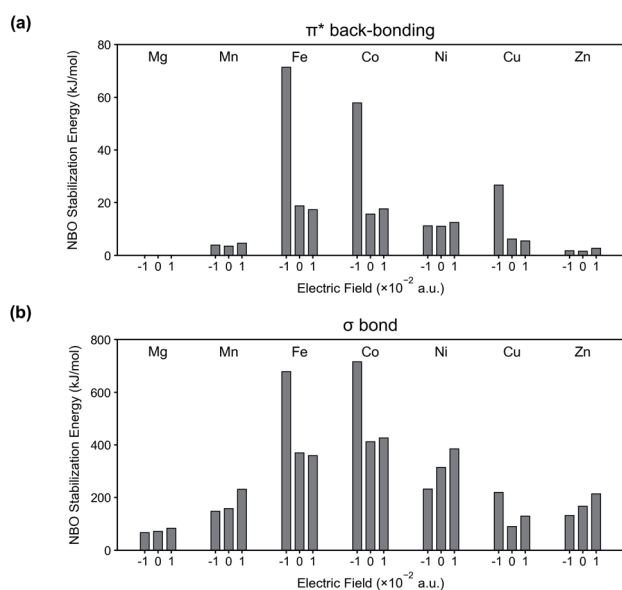 (a)
π* back-bonding
NBO Stabilization Energy (kJ/mol)
80
60
40
20
0
Mg Mn Fe Co Ni Cu Zn
-1 0 1 -1 0 1 -1 0 1 -1 0 1 -1 0 1 -1 0 1 -1 0 1
Electric Field (×10⁻² a.u.)
(b)
σ bond
NBO Stabilization Energy (kJ/mol)
800
600
400
200
0
Mg Mn Fe Co Ni Cu Zn
-1 0 1 -1 0 1 -1 0 1 -1 0 1 -1 0 1 -1 0 1 -1 0 1
Electric Field (×10⁻² a.u.)